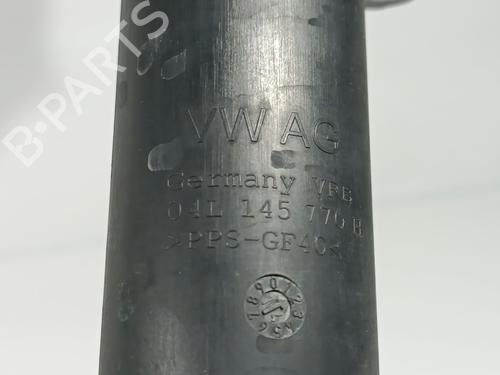 B-PARTS
VW AG
Germany VFB
04L 145 770 H
>PPS-GF40<